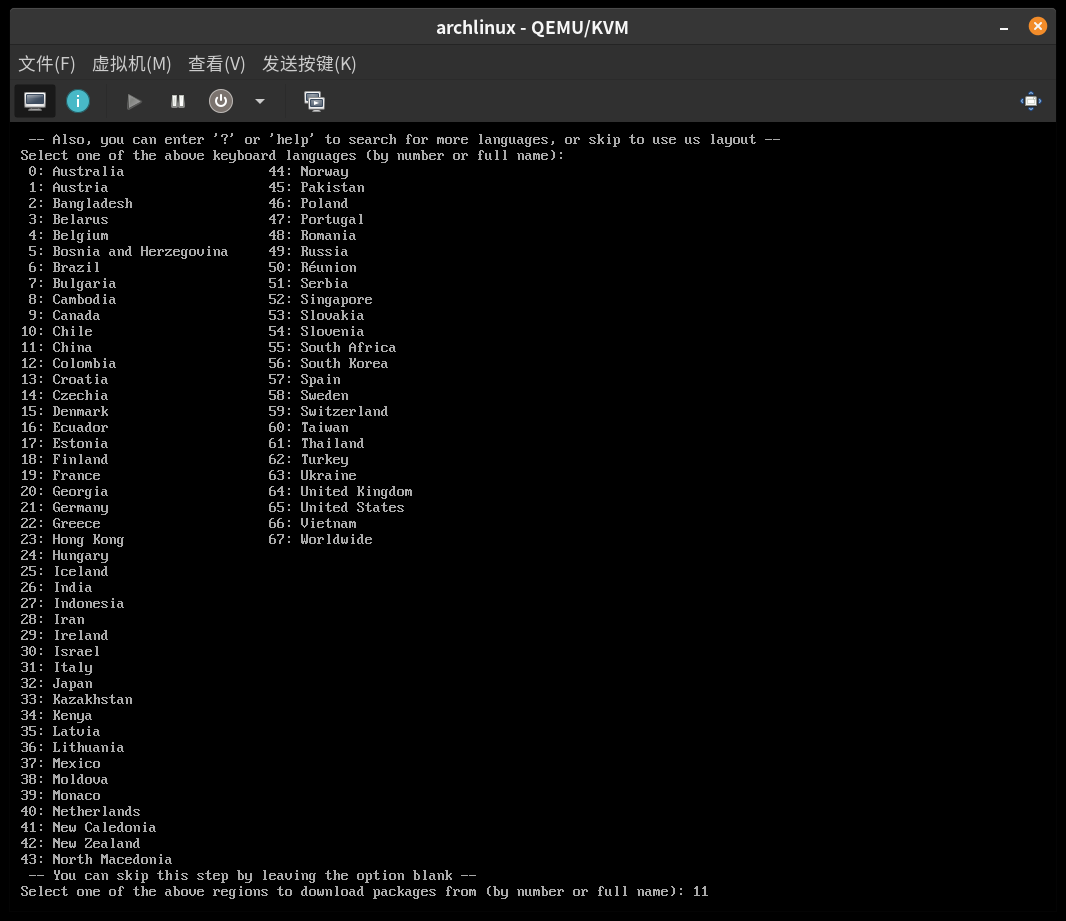 archlinux - QEMU/KVM
文件(F) 虚拟机(M) 查看(V) 发送按键(K)
-- Also, you can enter '?' or 'help' to search for more languages, or skip to use us layout --
Select one of the above keyboard languages (by number or full name):
0: Australia 44: Norway
1: Austria 45: Pakistan
2: Bangladesh 46: Poland
3: Belarus 47: Portugal
4: Belgium 48: Romania
5: Bosnia and Herzegovina 49: Russia
6: Brazil 50: Réunion
7: Bulgaria 51: Serbia
8: Cambodia 52: Singapore
9: Canada 53: Slovakia
10: Chile 54: Slovenia
11: China 55: South Africa
12: Colombia 56: South Korea
13: Croatia 57: Spain
14: Czechia 58: Sweden
15: Denmark 59: Switzerland
16: Ecuador 60: Taiwan
17: Estonia 61: Thailand
18: Finland 62: Turkey
19: France 63: Ukraine
20: Georgia 64: United Kingdom
21: Germany 65: United States
22: Greece 66: Vietnam
23: Hong Kong 67: Worldwide
24: Hungary
25: Iceland
26: India
27: Indonesia
28: Iran
29: Ireland
30: Israel
31: Italy
32: Japan
33: Kazakhstan
34: Kenya
35: Latvia
36: Lithuania
37: Mexico
38: Moldova
39: Monaco
40: Netherlands
41: New Caledonia
42: New Zealand
43: North Macedonia
-- You can skip this step by leaving the option blank --
Select one of the above regions to download packages from (by number or full name): 11